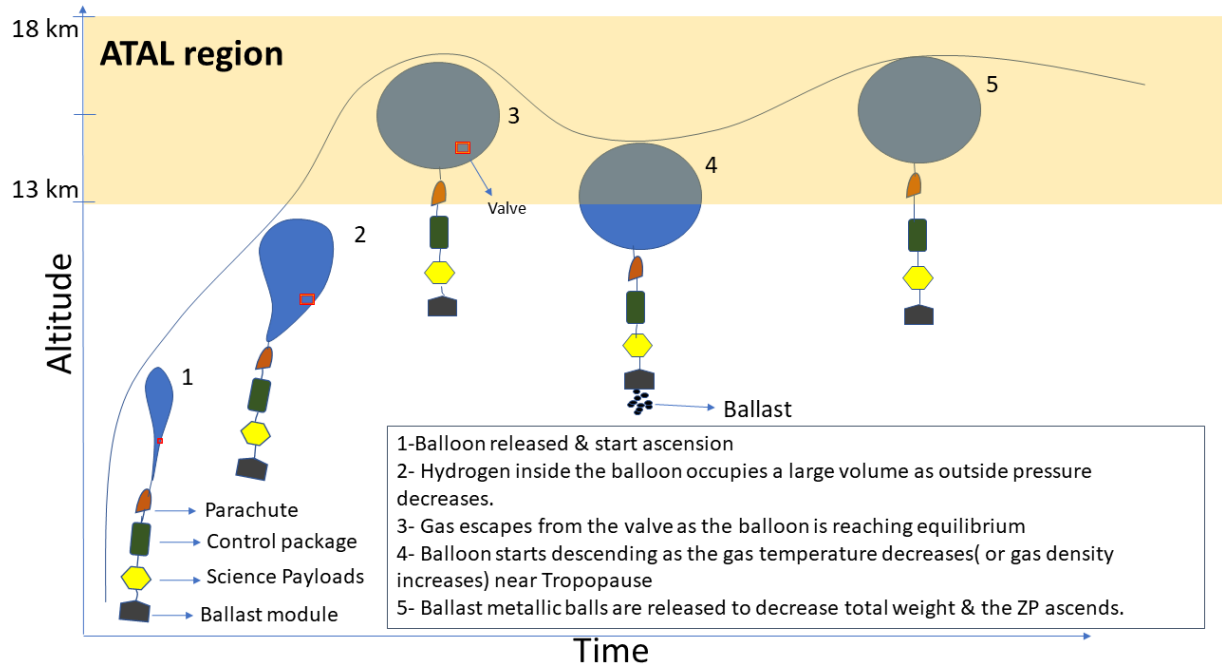 18 km
ATAL region
5
3
4
13 km
Valve
2
Altitude
1
Ballast
Parachute
Control package
Science Payloads
Ballast module
1-Balloon released & start ascension
2- Hydrogen inside the balloon occupies a large volume as outside pressure
decreases.
3- Gas escapes from the valve as the balloon is reaching equilibrium
4- Balloon starts descending as the gas temperature decreases( or gas density
increases) near Tropopause
5- Ballast metallic balls are released to decrease total weight & the ZP ascends.
Time